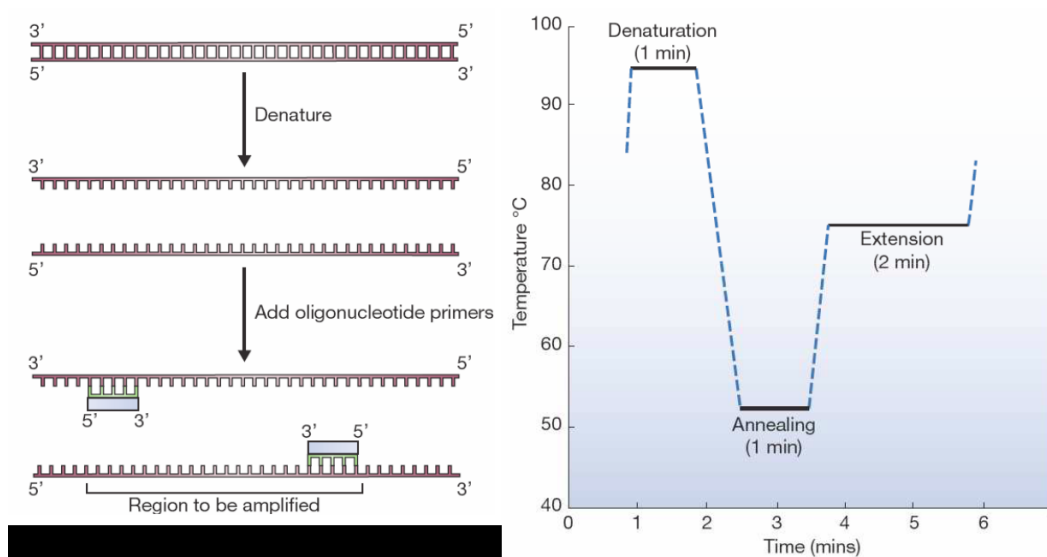 3’ 5’
5’ 3’
Denature
3’ 5’
5’ 3’
Add oligonucleotide primers
3’ 5’
5’ 3’
3’ 5’
5’ 3’
Region to be amplified
100
90
80
70
60
50
40
Temperature °C
Denaturation
(1 min)
Extension
(2 min)
Annealing
(1 min)
0 1 2 3 4 5 6
Time (mins)